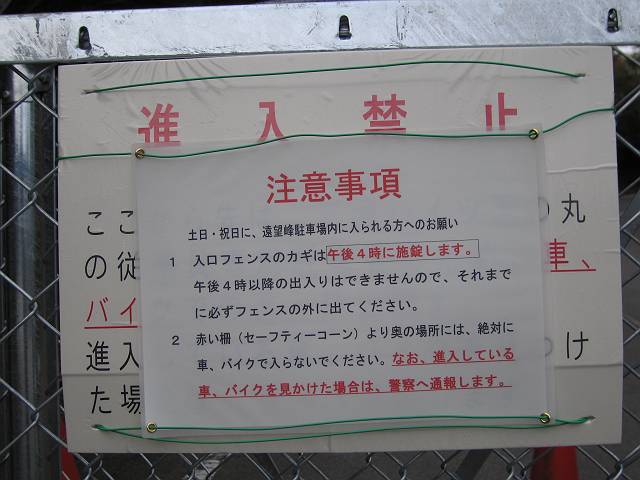 進入禁止
注意事項
土日・祝日に、遠望峰駐車場内に入られる方へのお願い
1 入口フェンスのカギは午後4時に施錠します。
午後4時以降の出入りはできませんので、それまで
に必ずフェンスの外に出てください。
2 赤い柵(セーフティーコーン)より奥の場所には、絶対に
車、バイクで入らないでください。なお、進入している
車、バイクを見かけた場合は、警察へ通報します。
ここ
丸
の従
車、
バイ
進入
け
た場